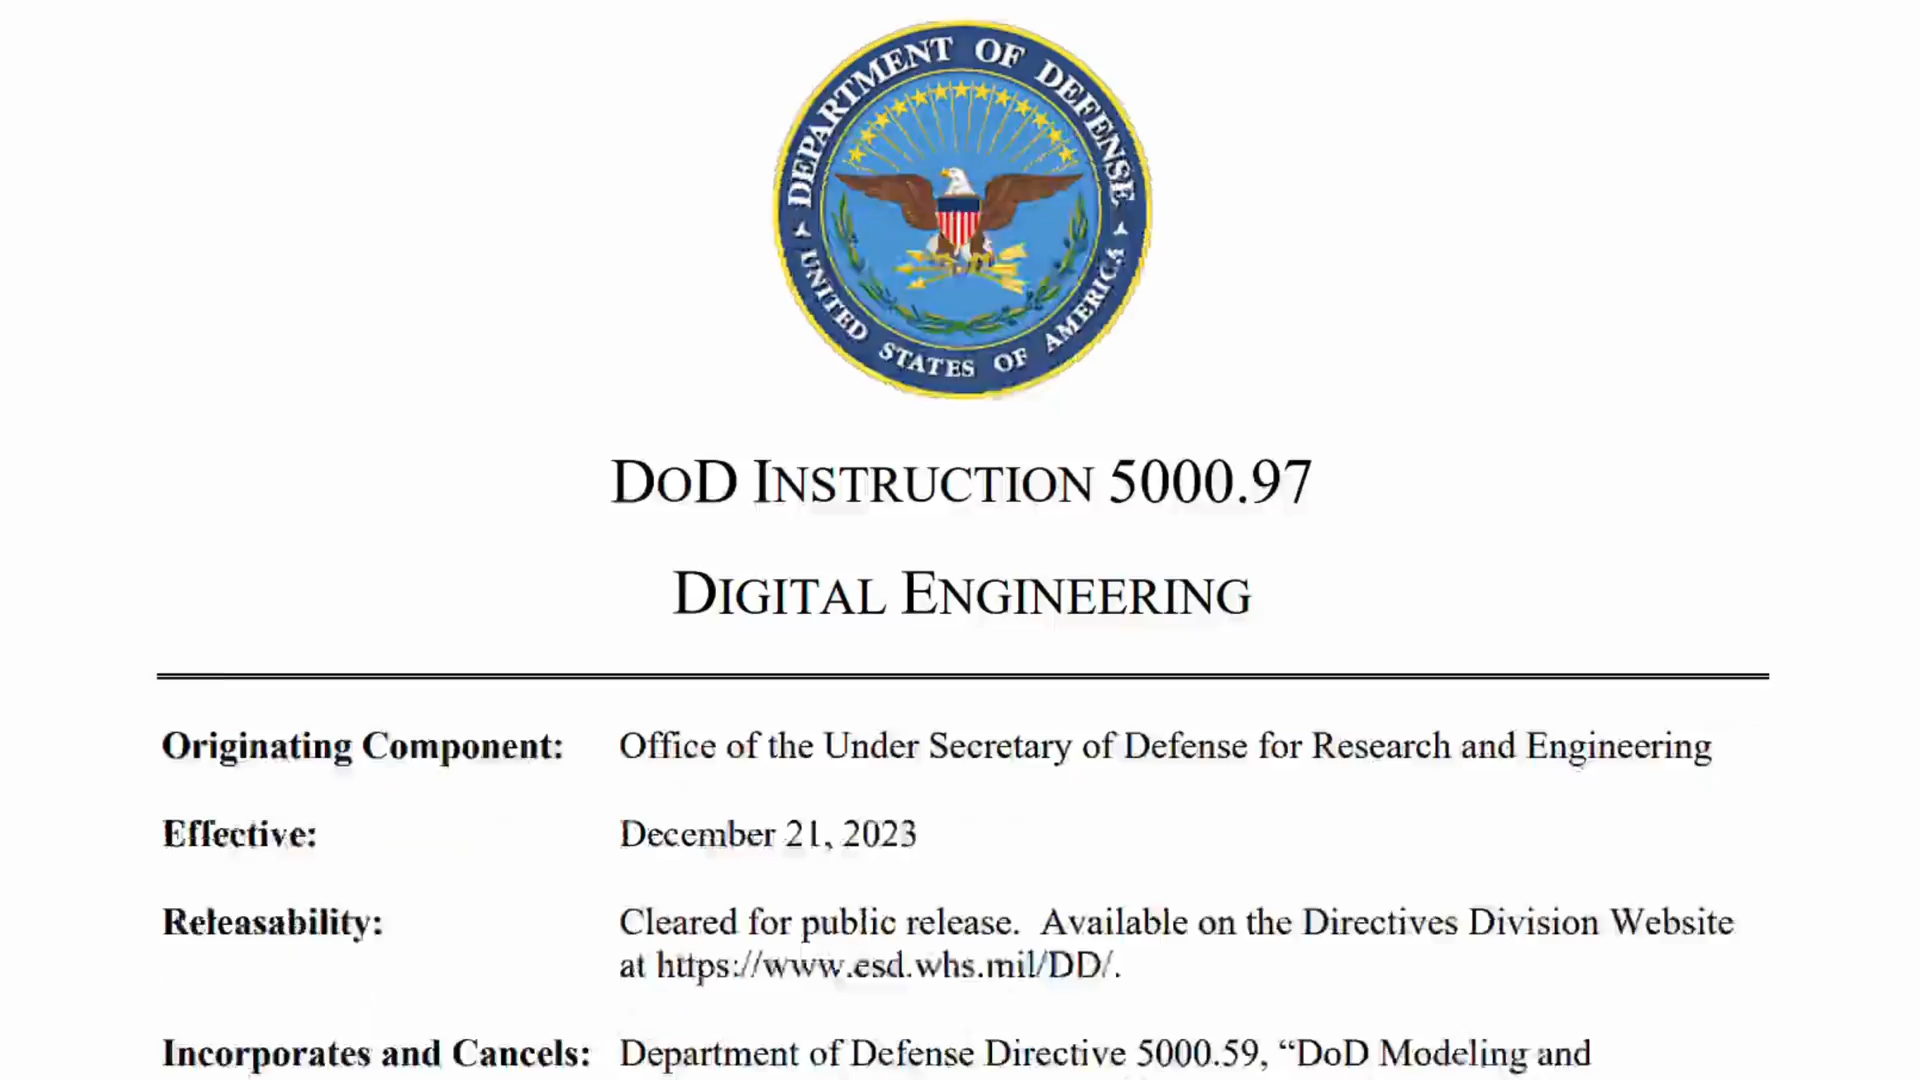 DEPARTMENT OF DEFENSE
UNITED STATES OF AMERICA
DOD INSTRUCTION 5000.97
DIGITAL ENGINEERING
Originating Component: Office of the Under Secretary of Defense for Research and Engineering
Effective: December 21, 2023
Releasability: Cleared for public release. Available on the Directives Division Website
at https://www.esd.whs.mil/DD/.
Incorporates and Cancels: Department of Defense Directive 5000.59, “DoD Modeling and